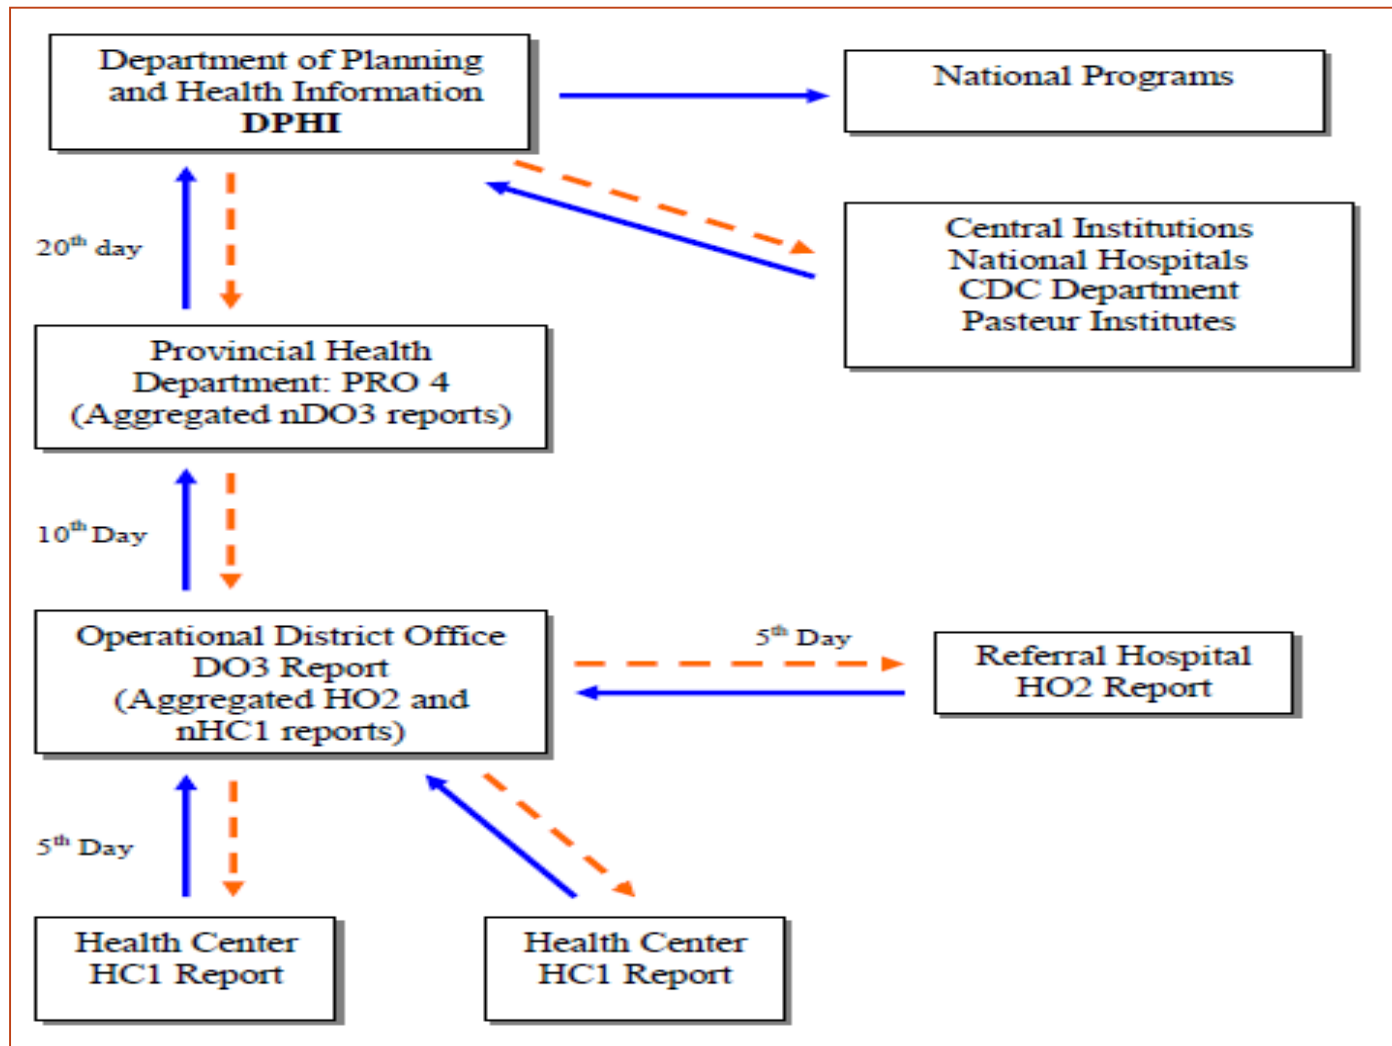 Department of Planning
and Health Information
DPHI
National Programs
Central Institutions
National Hospitals
CDC Department
Pasteur Institutes
20th day
Provincial Health
Department: PRO 4
(Aggregated nDO3 reports)
10th Day
Operational District Office
DO3 Report
(Aggregated HO2 and
nHC1 reports)
5th Day
Referral Hospital
HO2 Report
5th Day
Health Center
HC1 Report
Health Center
HC1 Report